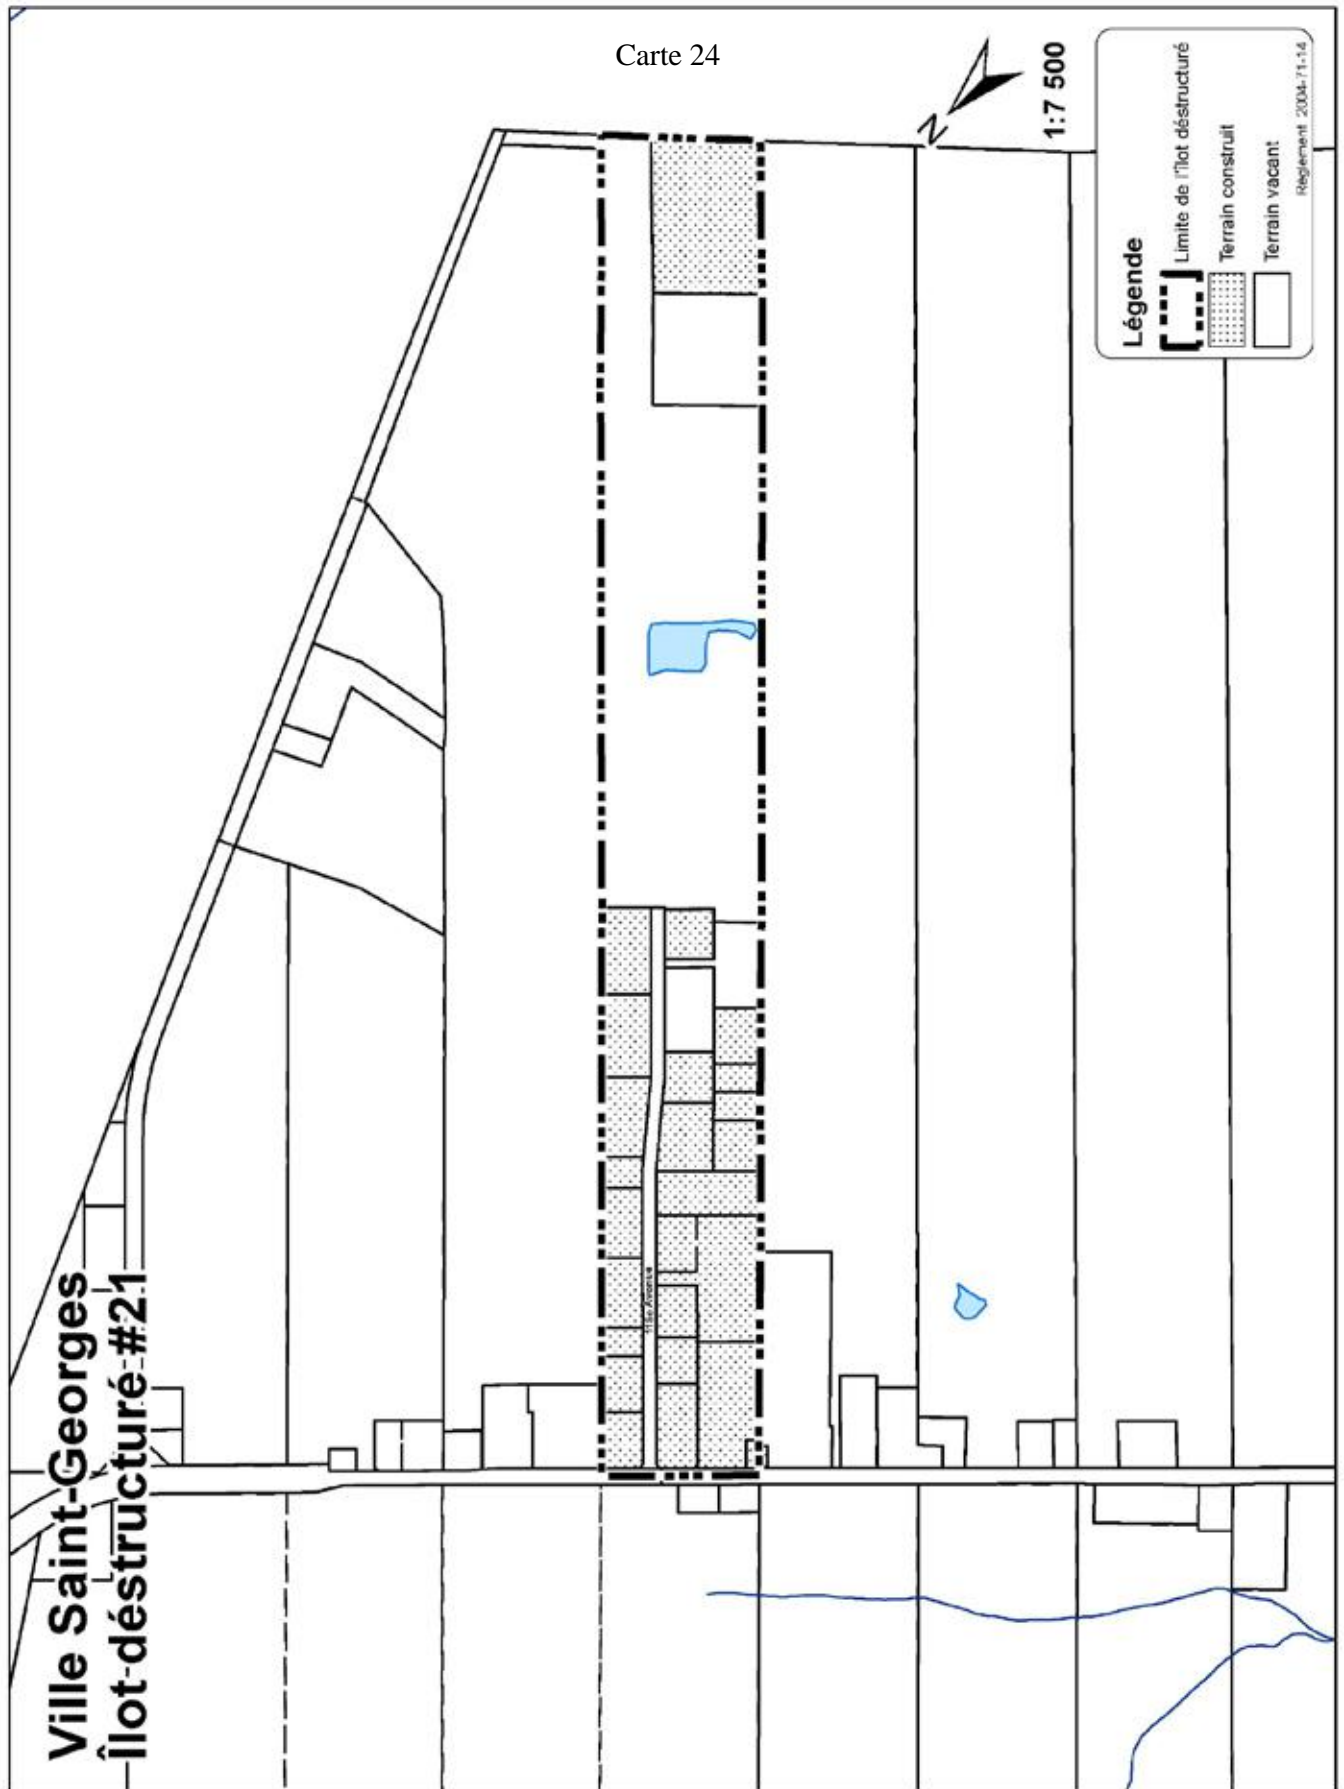 Carte 24
Ville Saint-Georges
Îlot déstructuré #21
N
1:7 500
Légende
Limite de l'îlot déstructuré
Terrain construit
Terrain vacant
Règlement 2004-71-14
Avenue